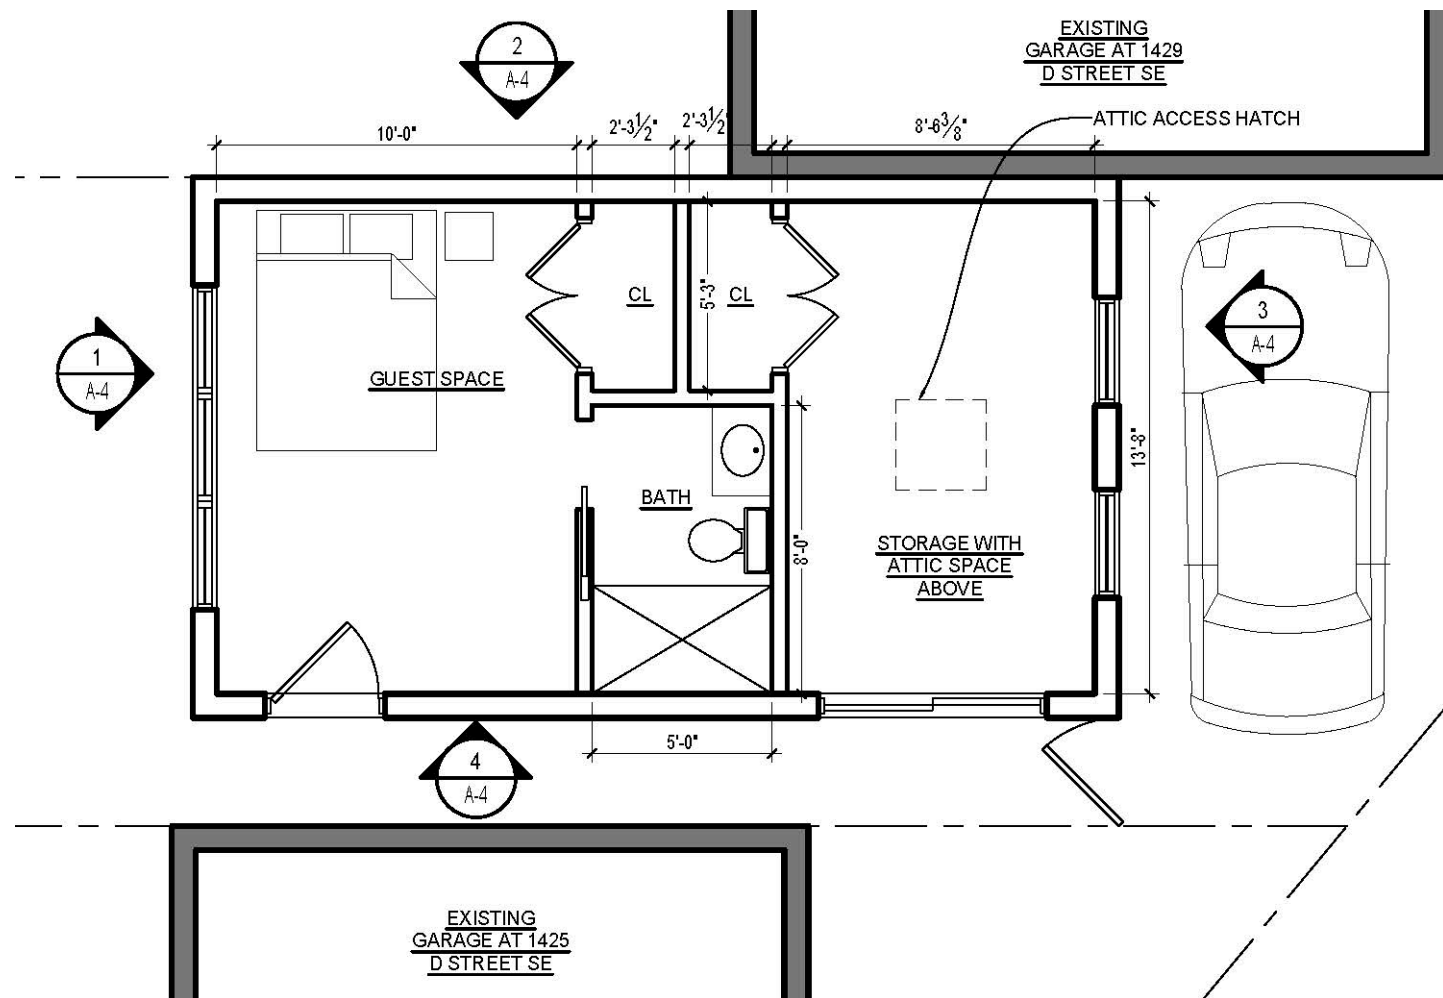 2
A-4
EXISTING
GARAGE AT 1429
D STREET SE
10'-0"
2'-3½"
2'-3½"
8'-6⅜"
ATTIC ACCESS HATCH
CL
5'-3"
CL
3
A-4
1
A-4
GUEST SPACE
13'-8"
BATH
8'-0"
STORAGE WITH
ATTIC SPACE
ABOVE
5'-0"
4
A-4
EXISTING
GARAGE AT 1425
D STREET SE